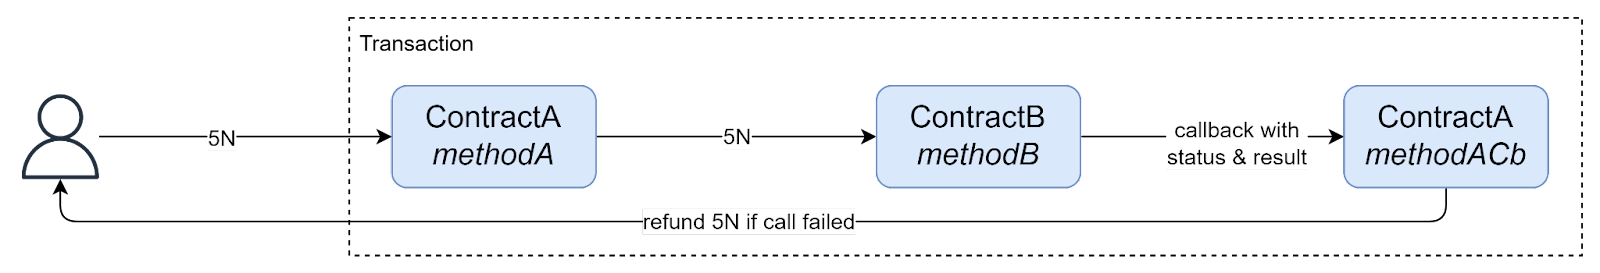 Transaction
5N
ContractA
methodA
5N
ContractB
methodB
callback with
status & result
ContractA
methodACb
refund 5N if call failed